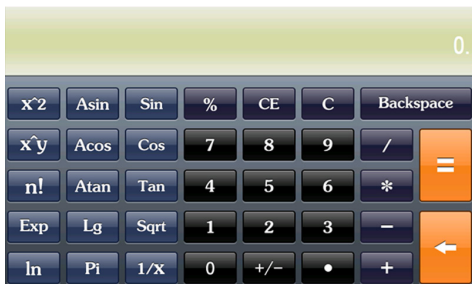 0.
x^2 Asin Sin % CE C Backspace
x^y Acos Cos 7 8 9 / =
n! Atan Tan 4 5 6 *
Exp Lg Sqrt 1 2 3 −
ln Pi 1/X 0 +/− • +